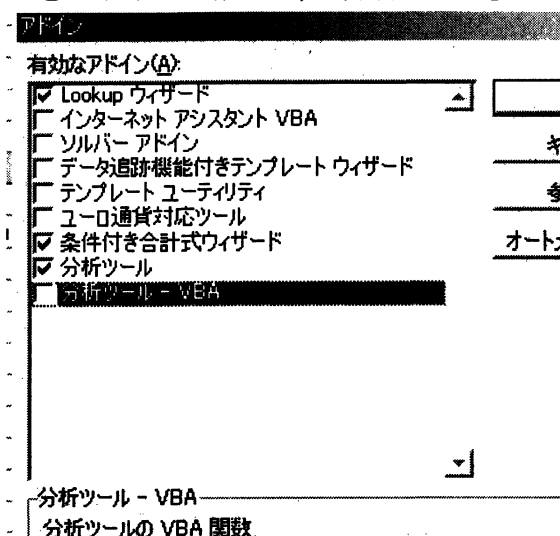 アドイン
有効なアドイン(A):
Lookup ウィザード
インターネット アシスタント VBA
ソルバー アドイン
データ追跡機能付きテンプレート ウィザード
テンプレート ユーティリティ
ユーロ通貨対応ツール
条件付き合計式ウィザード
分析ツール
分析ツール - VBA
キ
参
オート
分析ツール - VBA
分析ツールの VBA 関数